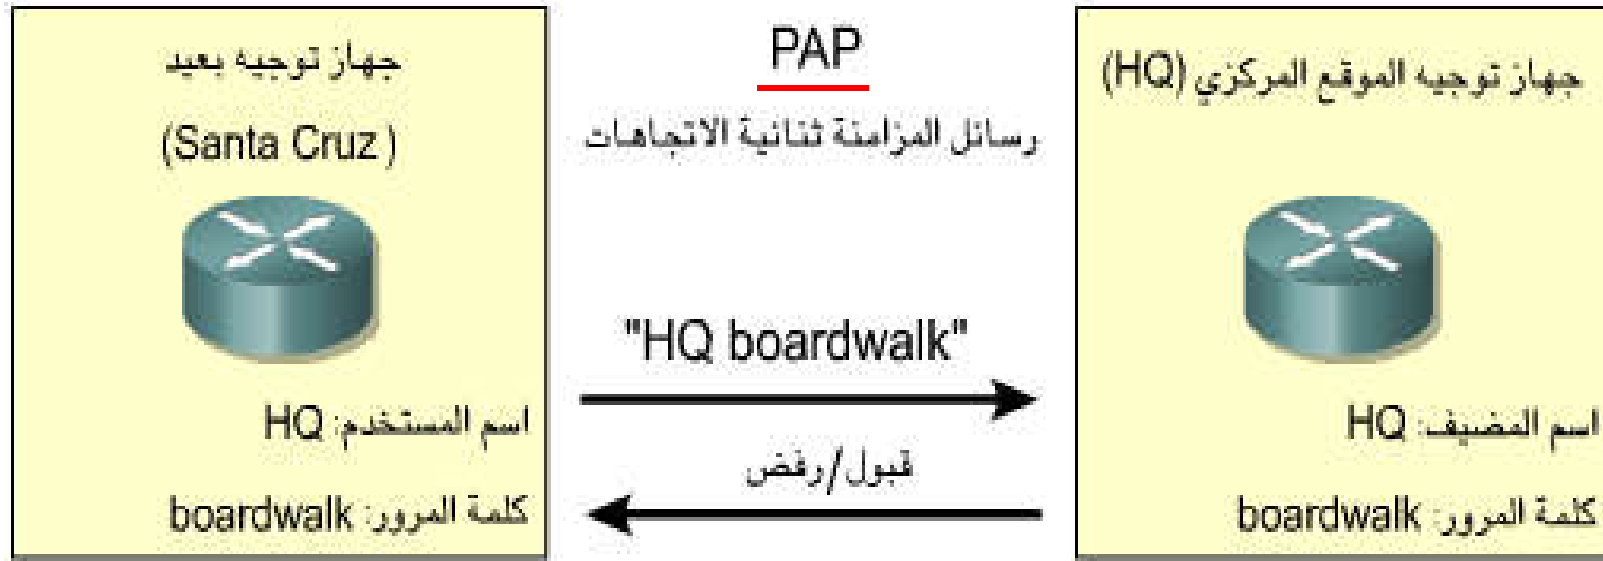 جهاز توجيه بعيد
(Santa Cruz )
اسم المستخدم: HQ
كلمة المرور: boardwalk
PAP
رسائل المزامنة ثنائية الاتجاهات
"HQ boardwalk"
قبول/رفض
جهاز توجيه الموقع المركزي (HQ)
اسم المضيف: HQ
كلمة المرور: boardwalk